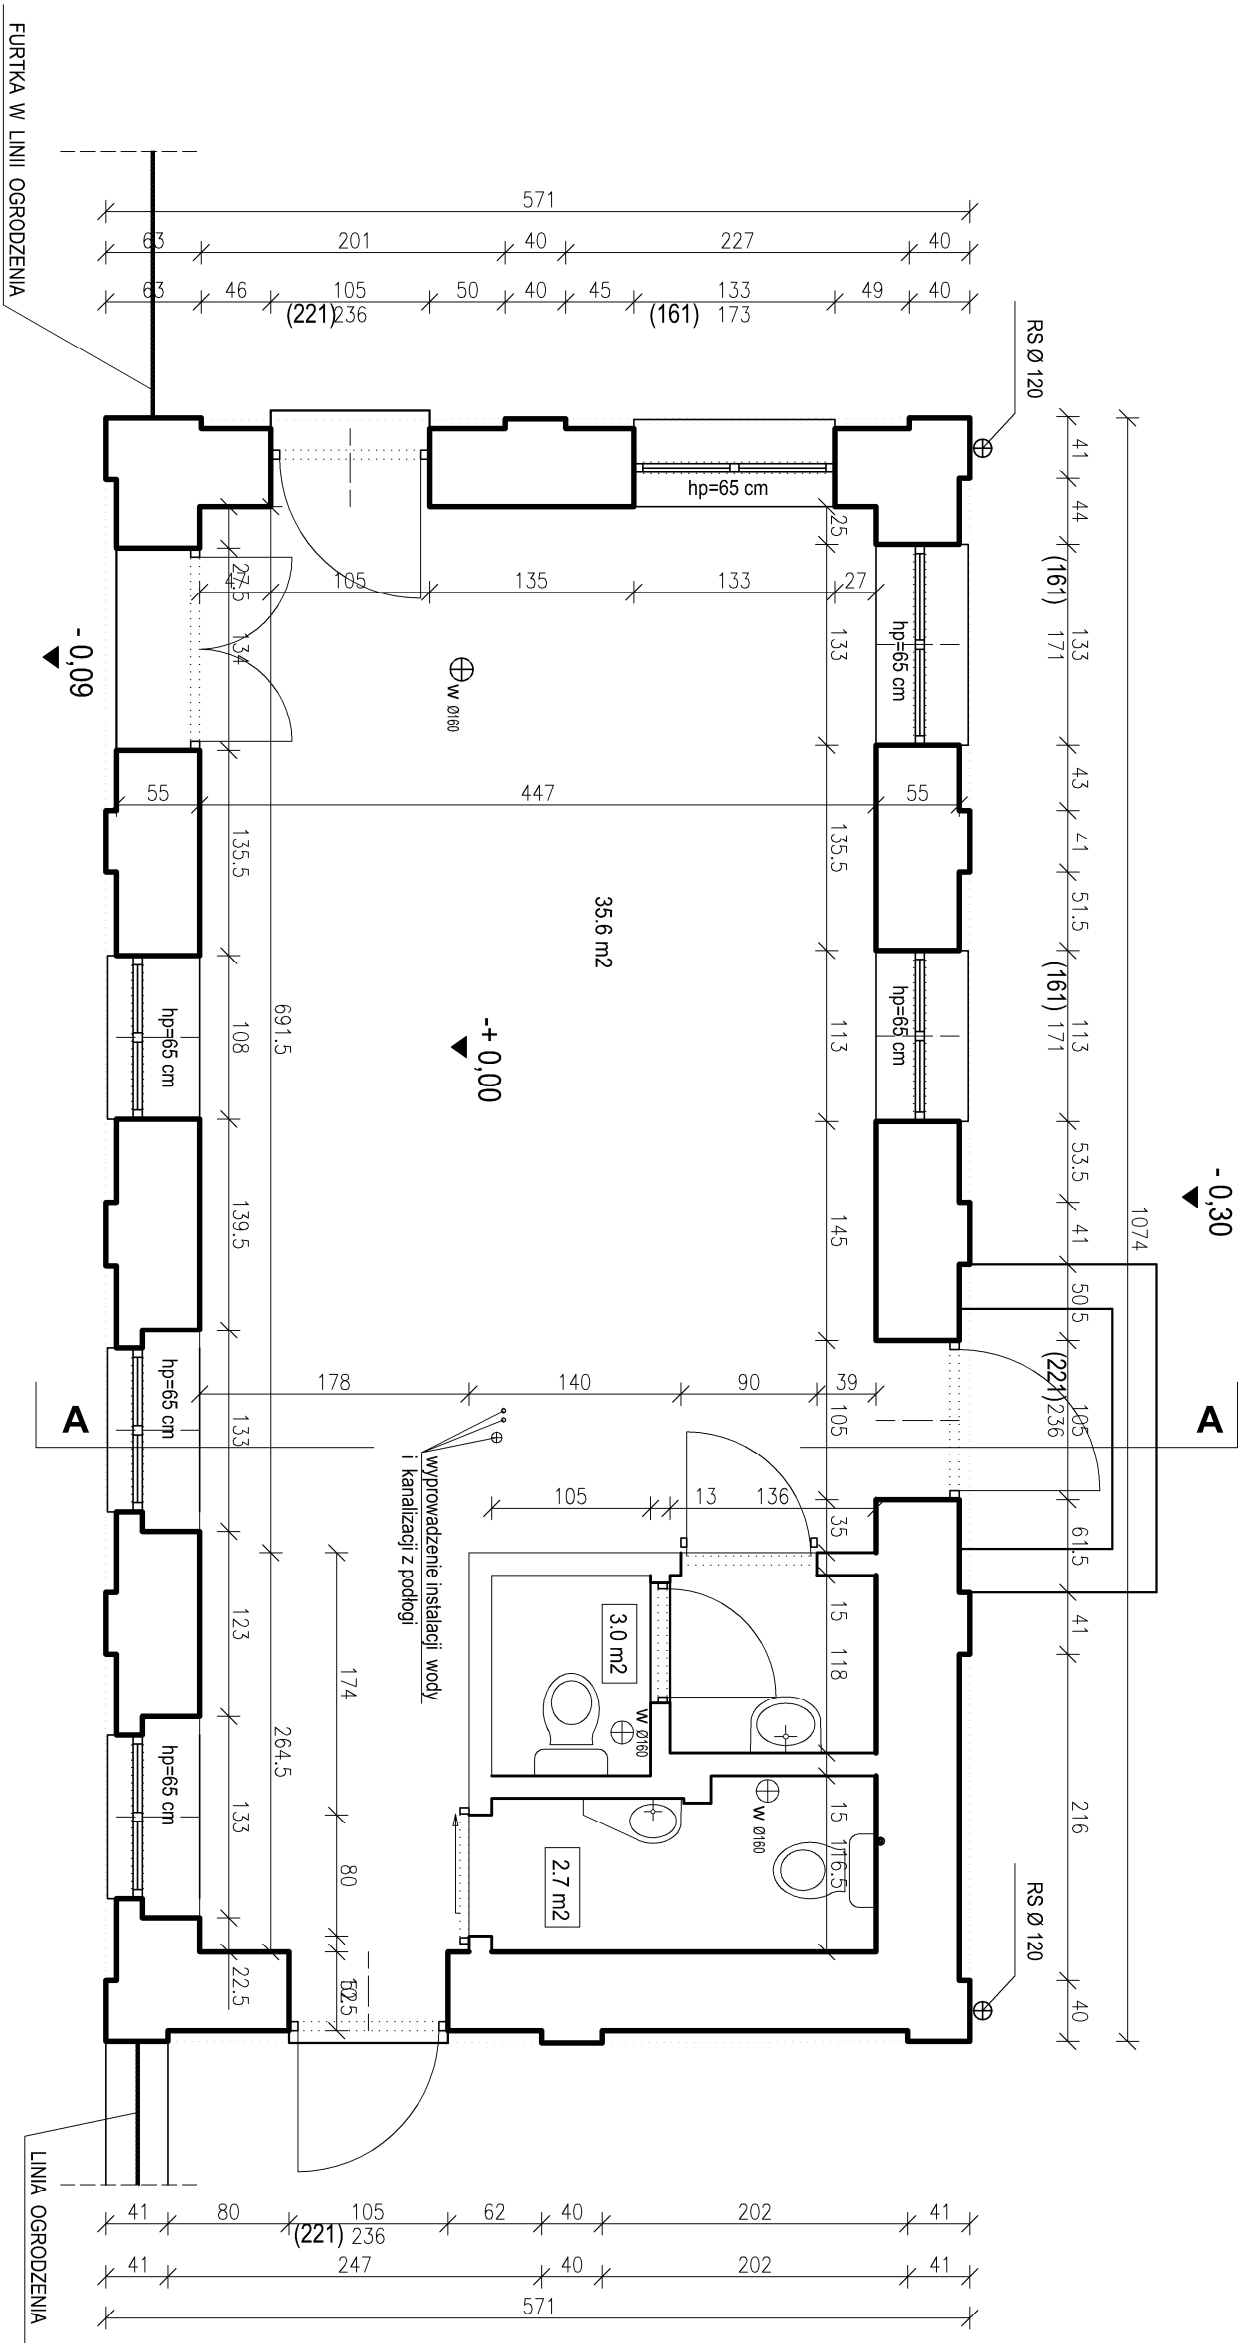 FURTKA W LINII OGRODZENIA
571
63 201 40 227 40
63 46 105 50 40 45 133 49 40
(221) 236
(161) 173
RS Ø 120
hp=65 cm
41
44
(161) 133
171
43
41
51.5
(161) 113
171
53.5
41
50.5
(221) 105
236
61.5
41
216
40
1074
- 0,30
25
47 105 135 133 27
27.5
134
133
hp=65 cm
- 0,09
W Ø160
55 447 55
135.5
135.5
35.6 m2
hp=65 cm
108
691.5
-+ 0,00
113
hp=65 cm
139.5
145
178 140 90 39
hp=65 cm
133
105
A
A
wyprowadzenie instalacji wody
i kanalizacji z podłogi
105 13 136
35
123
174
264.5
3.0 m2
W Ø160
15
118
hp=65 cm
133
80
2.7 m2
W Ø160
15
116.5
22.5
RS Ø 120
LINIA OGRODZENIA
41 80 105 62 40 202 41
(221) 236
41 247 40 202 41
571